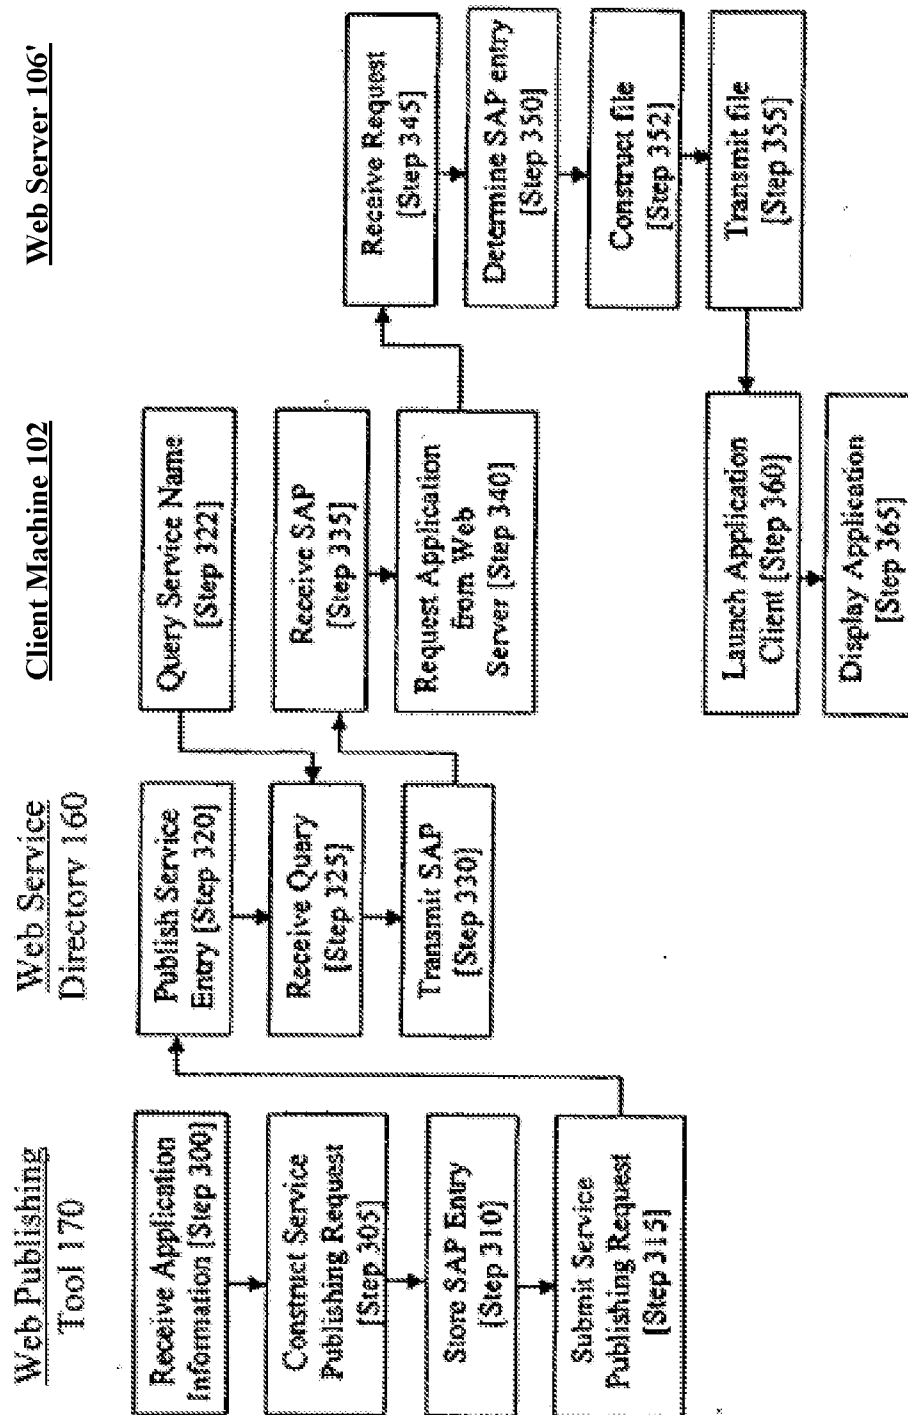 Web Publishing
Tool 170
Receive Application
Information [Step 300]
Construct Service
Publishing Request
[Step 305]
Store SAP Entry
[Step 310]
Submit Service
Publishing Request
[Step 315]
Web Service
Directory 160
Publish Service
Entry [Step 320]
Receive Query
[Step 325]
Transmit SAP
[Step 330]
Client Machine 102
Query Service Name
[Step 322]
Receive SAP
[Step 335]
Request Application
from Web
Server [Step 340]
Launch Application
Client [Step 360]
Display Application
[Step 365]
Web Server 106'
Receive Request
[Step 345]
Determine SAP entry
[Step 350]
Construct file
[Step 352]
Transmit file
[Step 355]